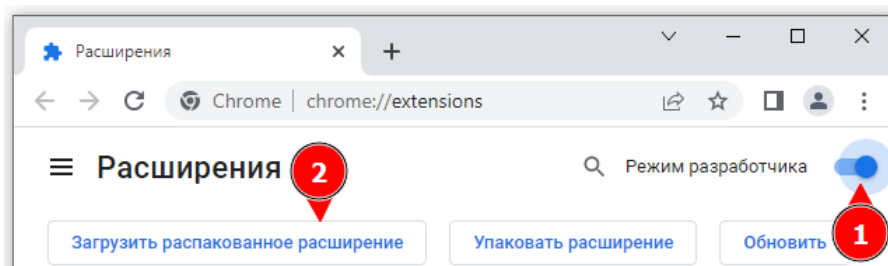 Расширения
Chrome | chrome://extensions
Расширения 2 Режим разработчика
1
Загрузить распакованное расширение Упаковать расширение Обновить